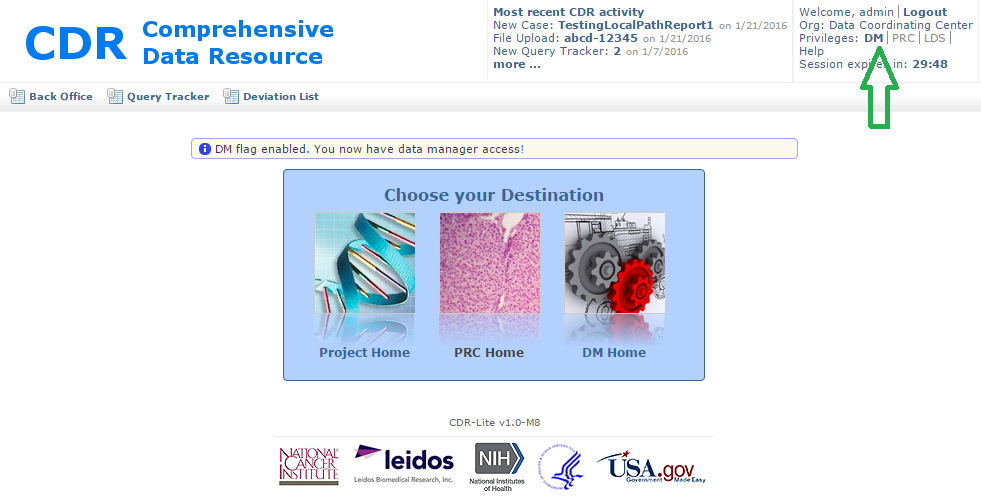 CDR
Comprehensive
Data Resource
Most recent CDR activity
New Case: TestingLocalPathReport1 on 1/21/2016
File Upload: abcd-12345 on 1/21/2016
New Query Tracker: 2 on 1/7/2016
more ...
Welcome, admin | Logout
Org: Data Coordinating Center
Privileges: DM | PRC | LDS |
Help
Session expires in: 29:48
Back Office
Query Tracker
Deviation List
DM flag enabled. You now have data manager access!
Choose your Destination
Project Home
PRC Home
DM Home
CDR-Lite v1.0-M8
NATIONAL
CANCER
INSTITUTE
leidos
Leidos Biomedical Research, Inc.
NIH
National Institutes
of Health
USA.gov
Government Made Easy